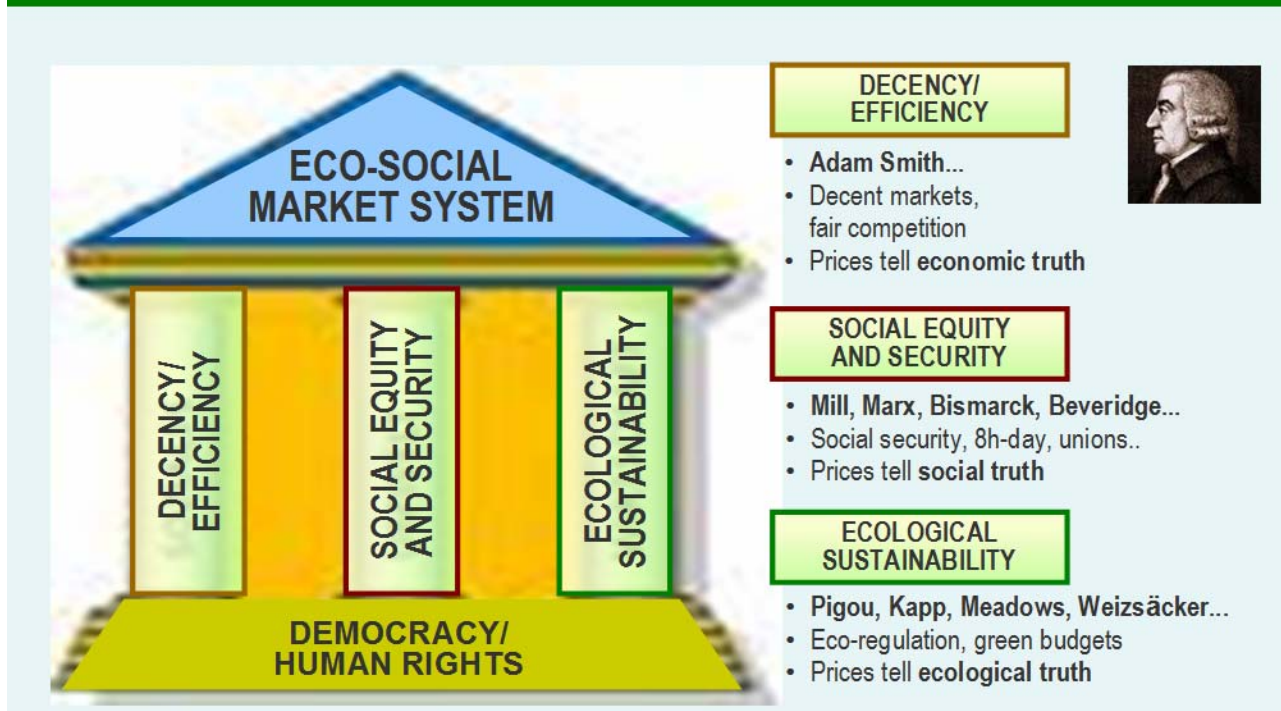 ECO-SOCIAL
MARKET SYSTEM
DECENCY/
EFFICIENCY
SOCIAL EQUITY
AND SECURITY
ECOLOGICAL
SUSTAINABILITY
DEMOCRACY/
HUMAN RIGHTS
DECENCY/
EFFICIENCY
• Adam Smith...
• Decent markets,
fair competition
• Prices tell economic truth
SOCIAL EQUITY
AND SECURITY
• Mill, Marx, Bismarck, Beveridge...
• Social security, 8h-day, unions..
• Prices tell social truth
ECOLOGICAL
SUSTAINABILITY
• Pigou, Kapp, Meadows, Weizsäcker...
• Eco-regulation, green budgets
• Prices tell ecological truth